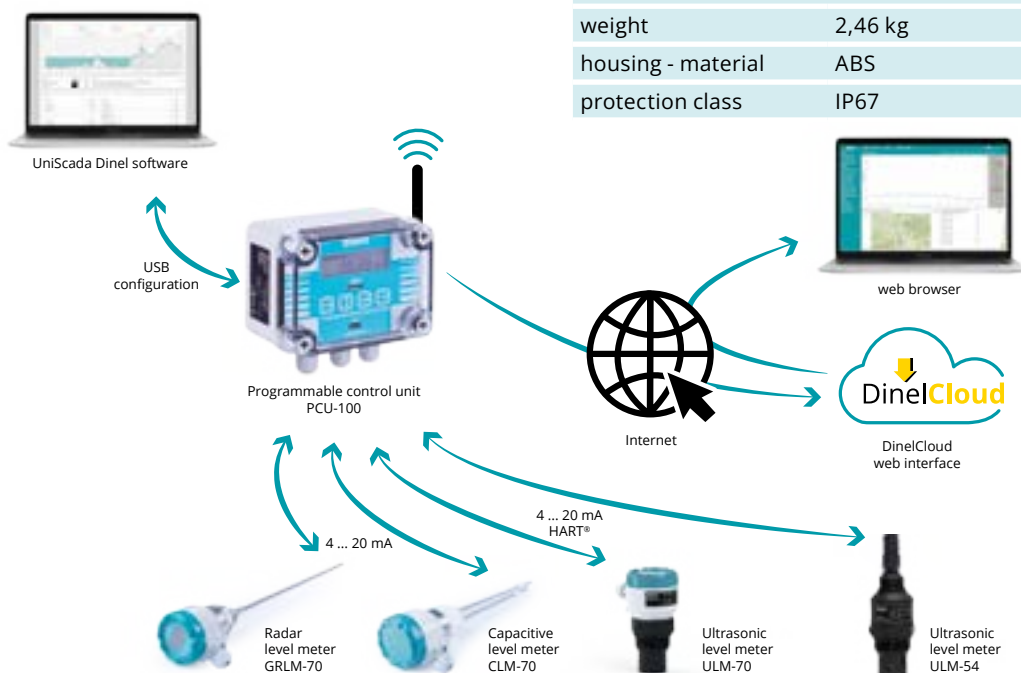 weight 2,46 kg
housing - material ABS
protection class IP67
UniScada Dinel software
USB
configuration
Programmable control unit
PCU-100
Internet
web browser
DinelCloud
DinelCloud
web interface
4 ... 20 mA
4 ... 20 mA
HART®
Radar
level meter
GRLM-70
Capacitive
level meter
CLM-70
Ultrasonic
level meter
ULM-70
Ultrasonic
level meter
ULM-54